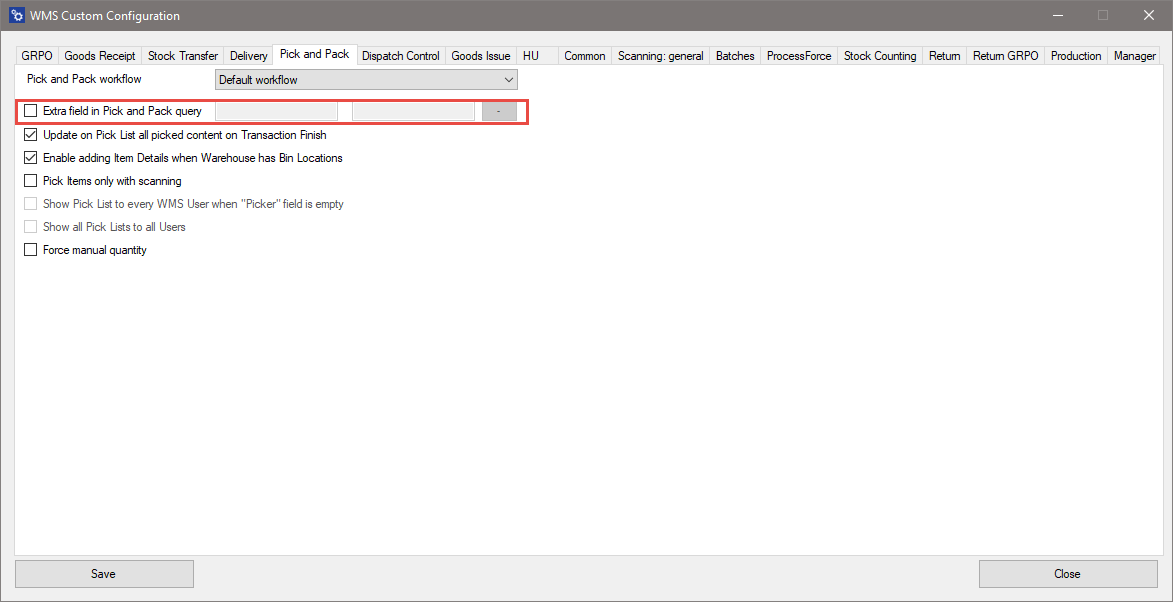 WMS Custom Configuration
GRPO Goods Receipt Stock Transfer Delivery Pick and Pack Dispatch Control Goods Issue HU Common Scanning: general Batches ProcessForce Stock Counting Return Return GRPO Production Manager
Pick and Pack workflow Default workflow
Extra field in Pick and Pack query -
Update on Pick List all picked content on Transaction Finish
Enable adding Item Details when Warehouse has Bin Locations
Pick Items only with scanning
Show Pick List to every WMS User when "Picker" field is empty
Show all Pick Lists to all Users
Force manual quantity
Save Close